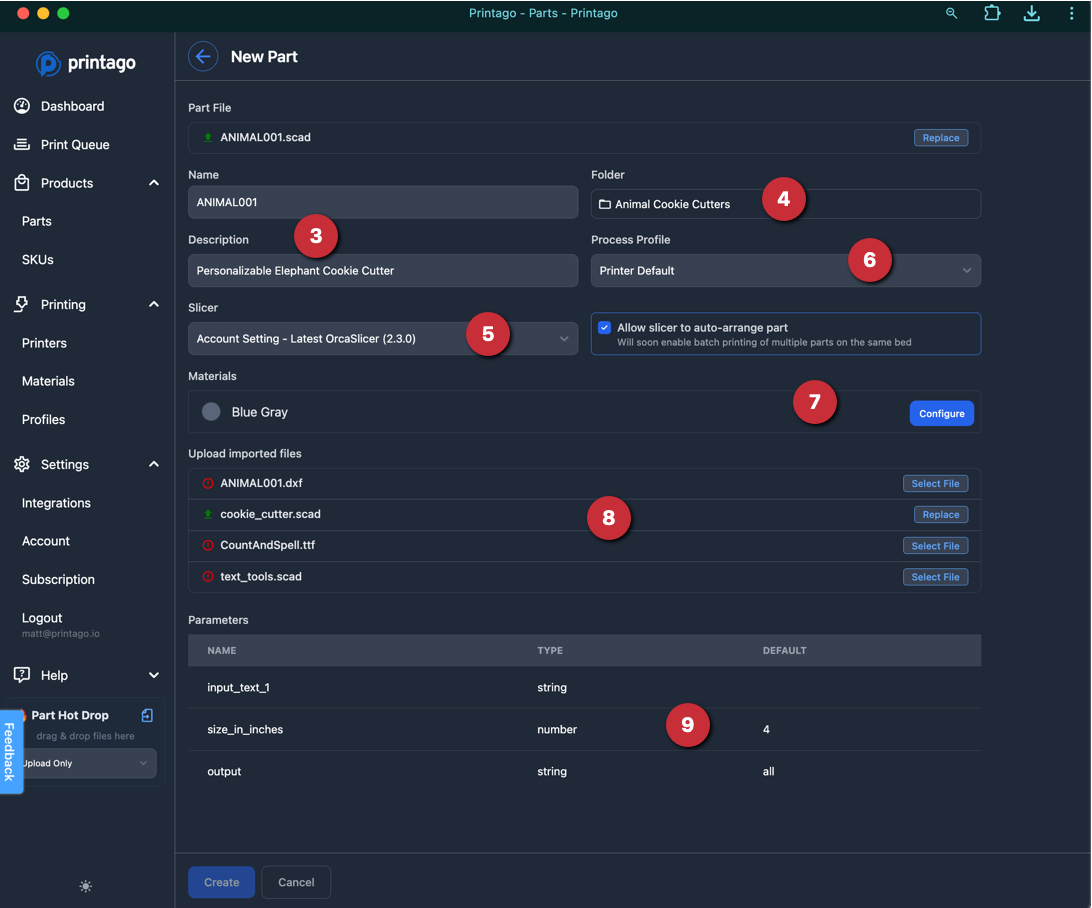 Printago - Parts - Printago
printago
Dashboard
Print Queue
Products
Parts
SKUs
Printing
Printers
Materials
Profiles
Settings
Integrations
Account
Subscription
Logout
matt@printago.io
Help
Part Hot Drop
drag & drop files here
Upload Only
Feedback
New Part
Part File
ANIMAL001.scad
Replace
Name
Folder
ANIMAL001
Animal Cookie Cutters
4
3
Description
Process Profile
Personalizable Elephant Cookie Cutter
Printer Default
6
Slicer
Account Setting - Latest OrcaSlicer (2.3.0)
5
Allow slicer to auto-arrange part
Will soon enable batch printing of multiple parts on the same bed
Materials
Blue Gray
7
Configure
Upload imported files
ANIMAL001.dxf
Select File
cookie_cutter.scad
8
Replace
CountAndSpell.ttf
Select File
text_tools.scad
Select File
Parameters
NAME TYPE DEFAULT
input_text_1 string
size_in_inches number 9 4
output string all
Create
Cancel